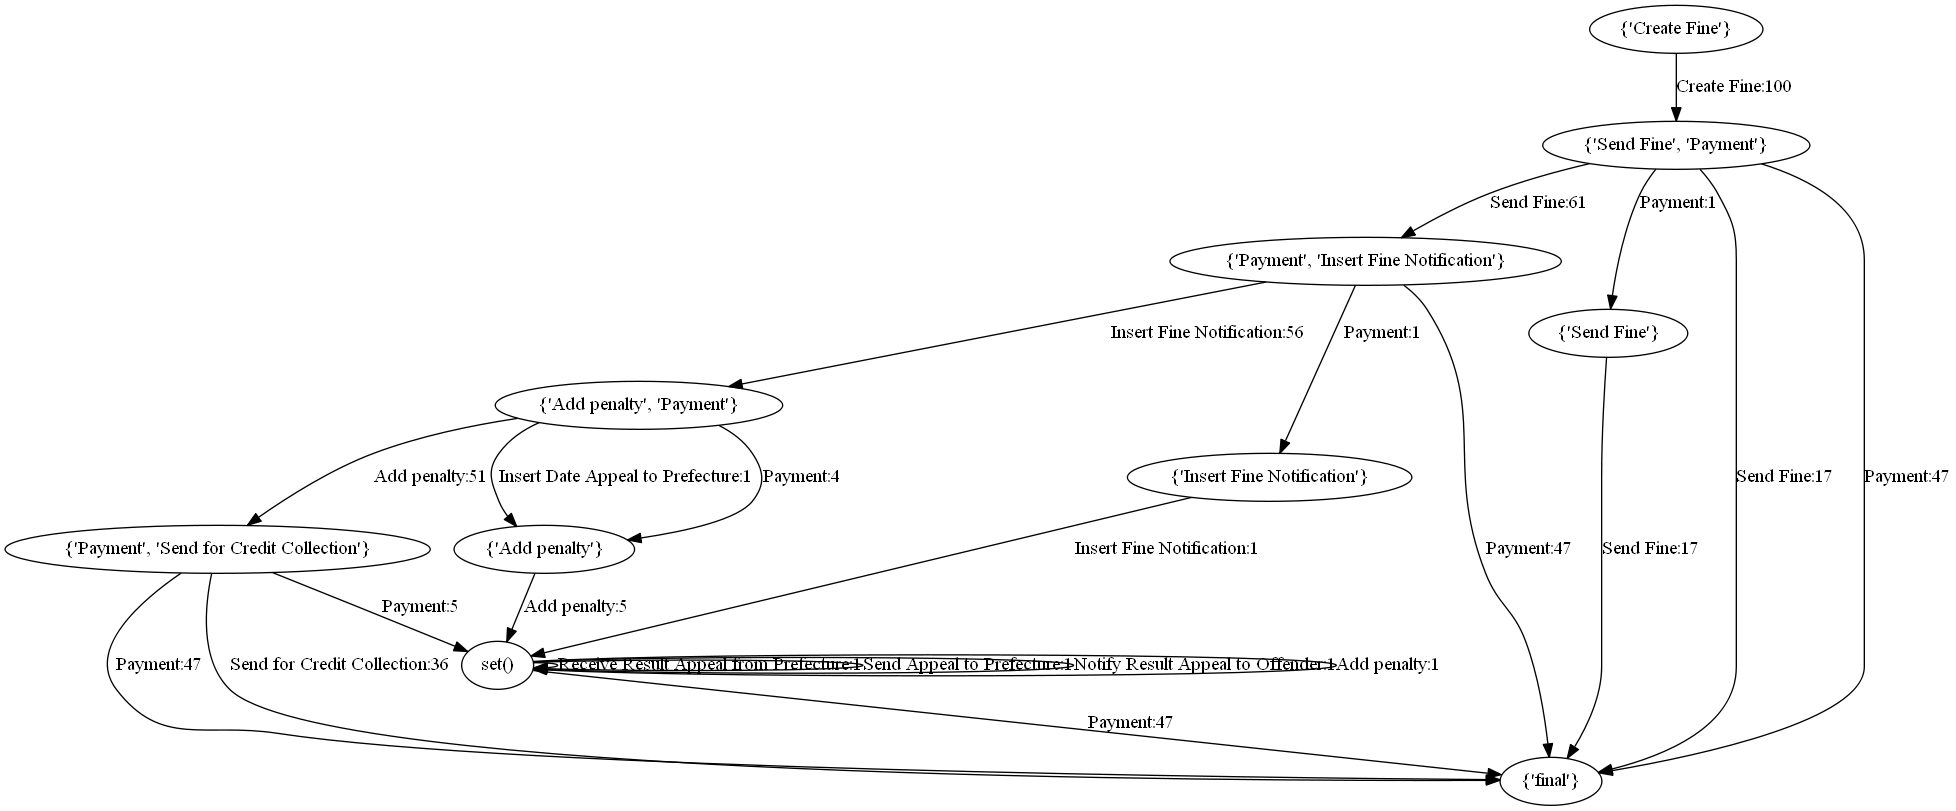 {'Create Fine'}
Create Fine:100
{'Send Fine', 'Payment'}
Send Fine:61
Payment:1
{'Payment', 'Insert Fine Notification'}
Insert Fine Notification:56
Payment:1
{'Send Fine'}
{'Add penalty', 'Payment'}
Add penalty:51
Insert Date Appeal to Prefecture:1
Payment:4
{'Insert Fine Notification'}
Send Fine:17
Payment:47
{'Payment', 'Send for Credit Collection'}
{'Add penalty'}
Insert Fine Notification:1
Payment:47
Send Fine:17
Payment:5
Add penalty:5
Payment:47
Send for Credit Collection:36
set()
Receive Result Appeal from Prefecture:1
Send Appeal to Prefecture:1
Notify Result Appeal to Offender:1
Add penalty:1
Payment:47
{'final'}